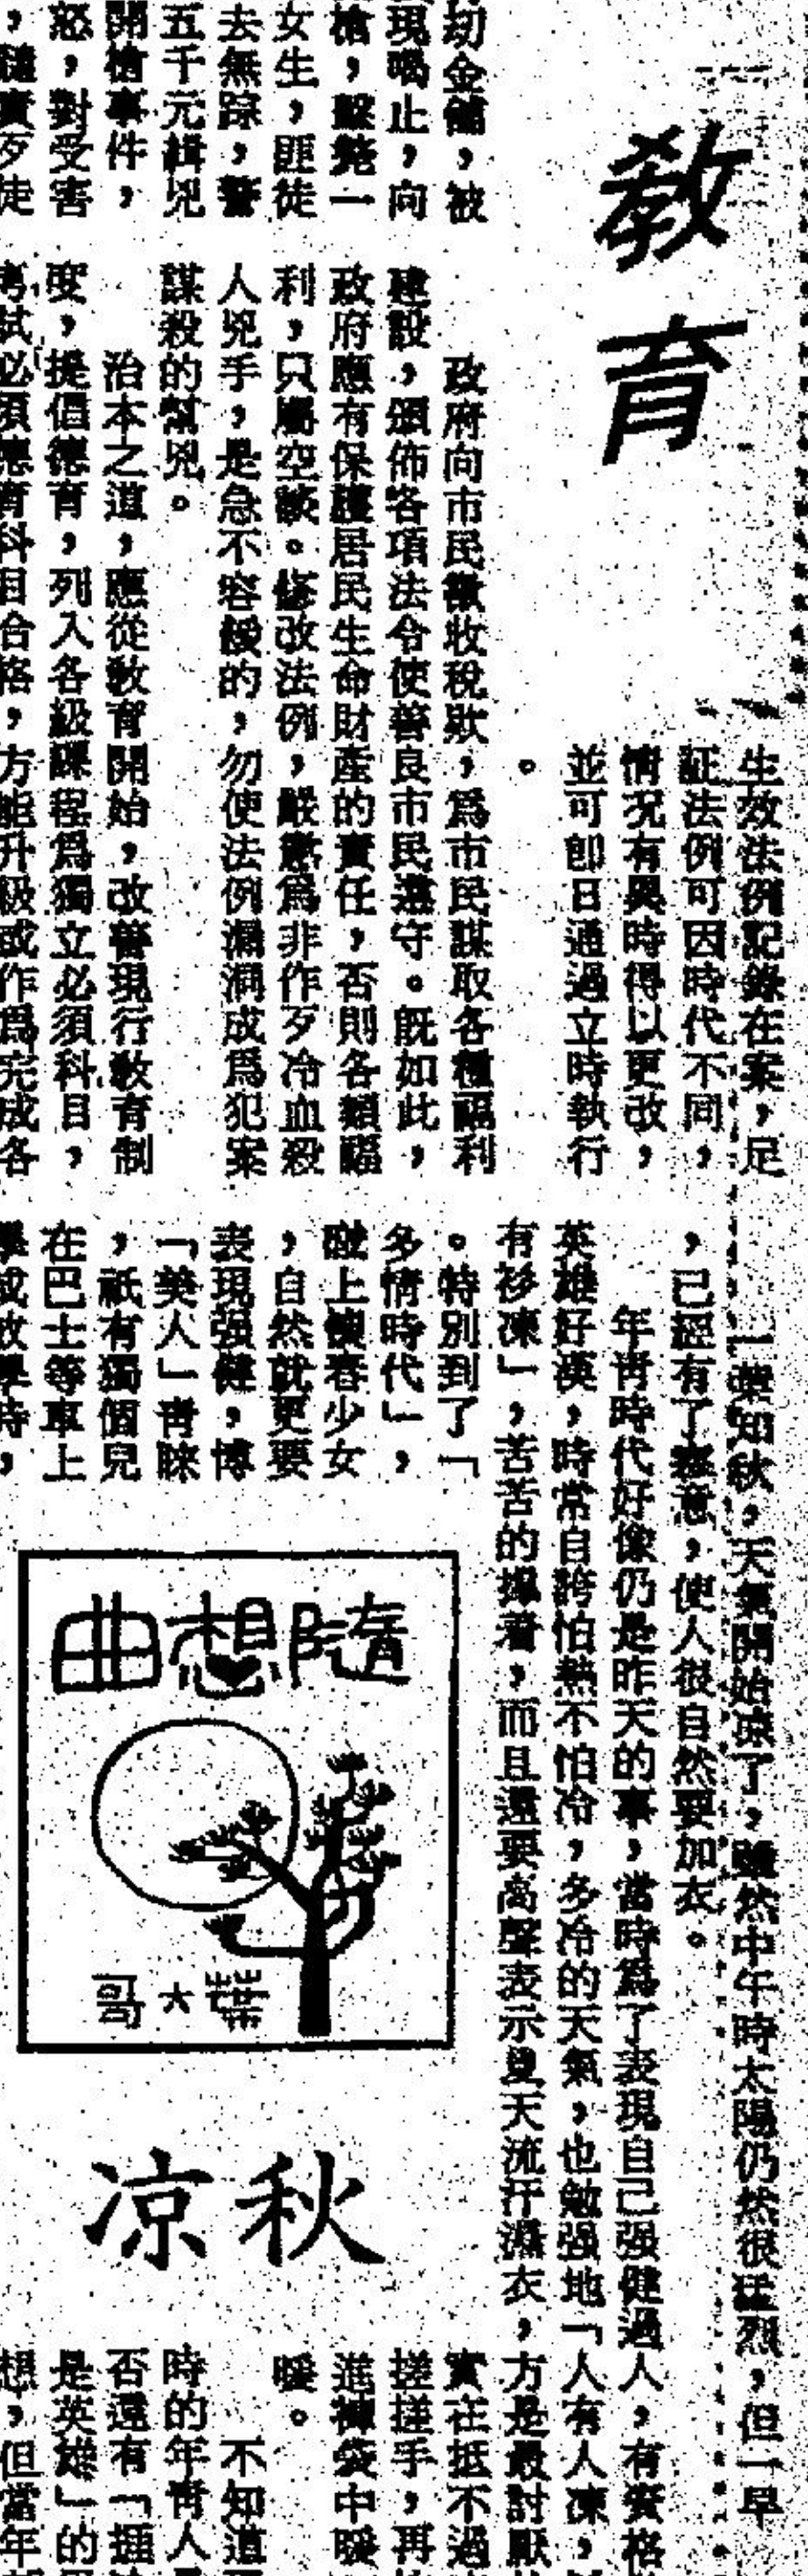 教育
生效法例記錄在案，足
証法例可因時代不同，
情况有異時得以更改，
並可即日通過立時執行
。
政府向市民徵收稅欵，爲市民謀取各種福利
建設，頒佈各項法令使善良市民遵守。既如此，
政府應有保護居民生命財產的責任，否則各類福
利，只屬空談。修改法例，嚴懲爲非作歹冷血殺
人兇手，是急不容緩的，勿使法例漏洞成爲犯案
謀殺的幫兇。
治本之道，應從教育開始，改善現行教育制
度，提倡德育，列入各級課程爲獨立必須科目，
考試必須德育科目合格，方能升級或作爲完成各
劫金舖，被
現喝止，向
槍，擊斃一
女生，匪徒
去無踪，警
五千元緝兇
開槍事件，
怒，對受害
，譴責歹徒
一葉知秋，天氣開始凉了，雖然中午時太陽仍然很猛烈，但一早
，已經有了寒意，使人很自然要加衣。
年青時代好像仍是昨天的事，當時爲了表現自己强健過人，有資格
英雄好漢，時常自誇怕熱不怕冷，多冷的天氣，也勉强地「人有人凍，
有衫凍」，苦苦的撐着，而且還要高聲表示夏天流汗濕衣，方是最討厭
。特別到了「
多情時代」，
碰上懷春少女
，自然就更要
表現强健，博
「美人」青睞
，祇有獨個兒
在巴士等車上
學或放學時，
隨想曲
葉大哥
秋凉
實在抵不過
搓搓手，再
進褲袋中暖
暖。
不知道
時的年青人
否還有「捱
是英雄」的
想，但當年